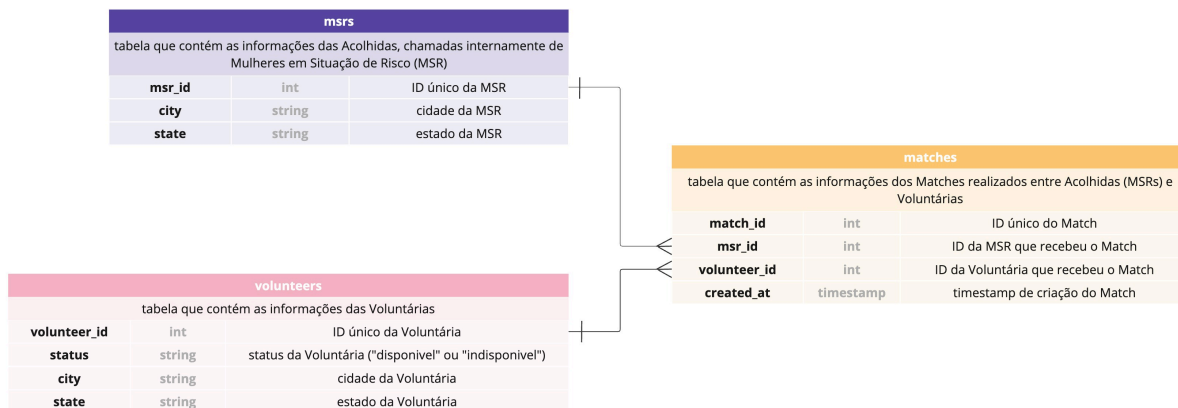 msrs
tabela que contém as informações das Acolhidas, chamadas internamente de
Mulheres em Situação de Risco (MSR)
msr_id int ID único da MSR
city string cidade da MSR
state string estado da MSR
matches
tabela que contém as informações dos Matches realizados entre Acolhidas (MSRs) e
Voluntárias
match_id int ID único do Match
msr_id int ID da MSR que recebeu o Match
volunteer_id int ID da Voluntária que recebeu o Match
created_at timestamp timestamp de criação do Match
volunteers
tabela que contém as informações das Voluntárias
volunteer_id int ID único da Voluntária
status string status da Voluntária ("disponivel" ou "indisponivel")
city string cidade da Voluntária
state string estado da Voluntária